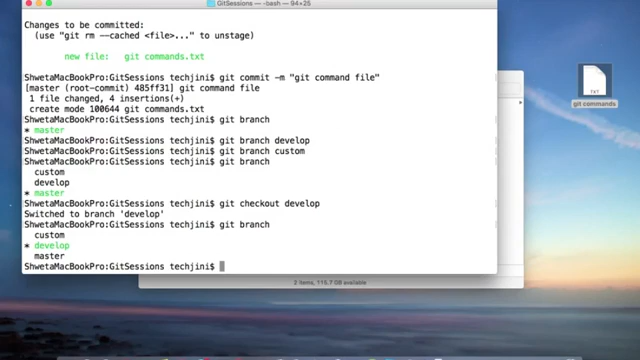 GitSessions — -bash — 94×25
Changes to be committed:
(use "git rm --cached <file>..." to unstage)
new file:   git commands.txt
ShwetaMacBookPro:GitSessions techjini$ git commit -m "git command file"
[master (root-commit) 485ff31] git command file
1 file changed, 4 insertions(+)
create mode 100644 git commands.txt
ShwetaMacBookPro:GitSessions techjini$ git branch
* master
ShwetaMacBookPro:GitSessions techjini$ git branch develop
ShwetaMacBookPro:GitSessions techjini$ git branch custom
ShwetaMacBookPro:GitSessions techjini$ git branch
custom
develop
* master
ShwetaMacBookPro:GitSessions techjini$ git checkout develop
Switched to branch 'develop'
ShwetaMacBookPro:GitSessions techjini$ git branch
custom
* develop
master
ShwetaMacBookPro:GitSessions techjini$
2 items, 115.7 GB available
TXT
git commands